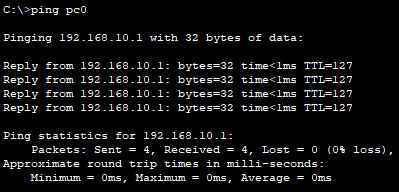 C:\>ping pc0
Pinging 192.168.10.1 with 32 bytes of data:
Reply from 192.168.10.1: bytes=32 time<1ms TTL=127
Reply from 192.168.10.1: bytes=32 time<1ms TTL=127
Reply from 192.168.10.1: bytes=32 time<1ms TTL=127
Reply from 192.168.10.1: bytes=32 time<1ms TTL=127
Ping statistics for 192.168.10.1:
Packets: Sent = 4, Received = 4, Lost = 0 (0% loss),
Approximate round trip times in milli-seconds:
Minimum = 0ms, Maximum = 0ms, Average = 0ms